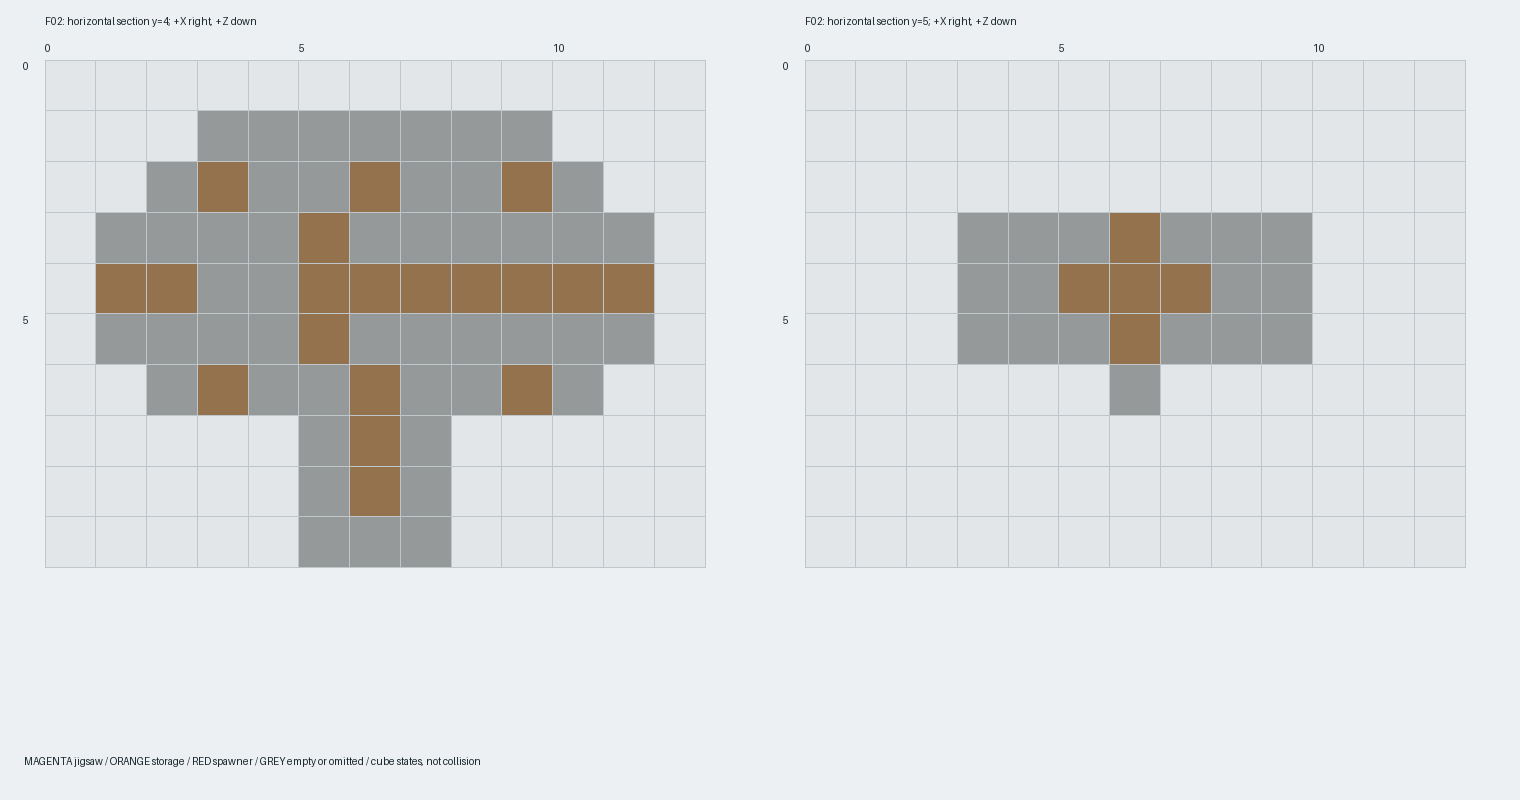 F02: horizontal section y=4; +X right, +Z down
F02: horizontal section y=5; +X right, +Z down
0 5 10
0 5 10
0
0
5
5
MAGENTA jigsaw / ORANGE storage / RED spawner / GREY empty or omitted / cube states, not collision